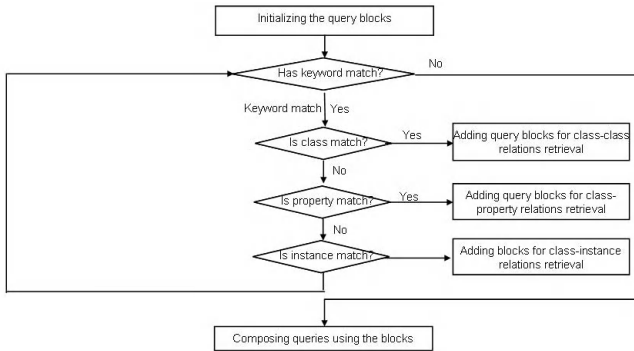 Initializing the query blocks
Has keyword match?
No
Keyword match
Yes
Is class match?
Yes
Adding query blocks for class-class
relations retrieval
No
Is property match?
Yes
Adding query blocks for class-
property relations retrieval
No
Is instance match?
Adding blocks for class-instance
relations retrieval
Composing queries using the blocks